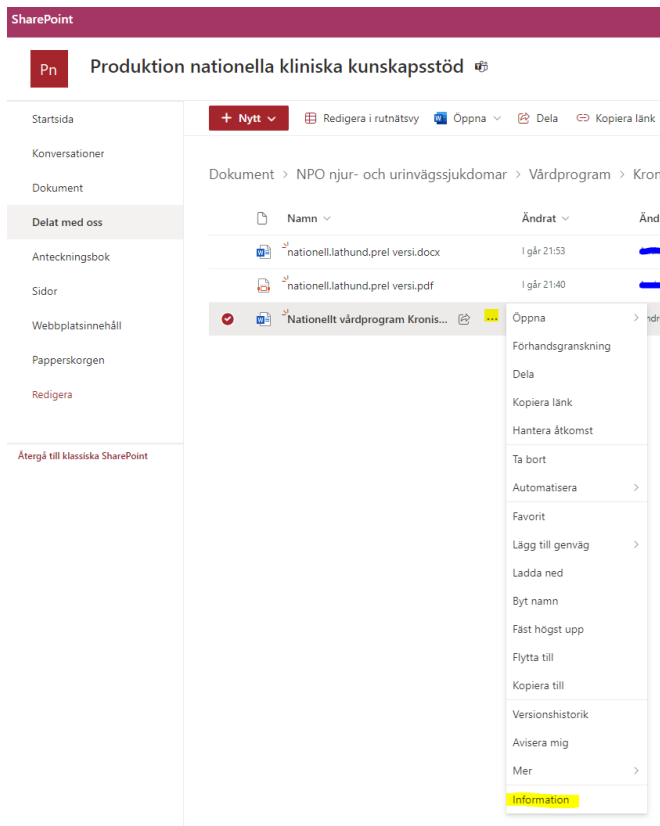 SharePoint
Pn
Produktion nationella kliniska kunskapsstöd
Startsida
Konversationer
Dokument
Delat med oss
Anteckningsbok
Sidor
Webbplatsinnehåll
Papperskorgen
Redigera
Återgå till klassiska SharePoint
+ Nytt
Redigera i rutnätsvy
Öppna
Dela
Kopiera länk
Dokument > NPO njur- och urinvägssjukdomar > Vårdprogram > Kron
Namn
Ändrat
Änd
nationell.lathund.prel versi.docx
I går 21:53
nationell.lathund.prel versi.pdf
I går 21:40
Nationellt vårdprogram Kronis...
...
Öppna
Förhandsgranskning
Dela
Kopiera länk
Hantera åtkomst
Ta bort
Automatisera
Favorit
Lägg till genväg
Ladda ned
Byt namn
Fäst högst upp
Flytta till
Kopiera till
Versionshistorik
Avisera mig
Mer
Information